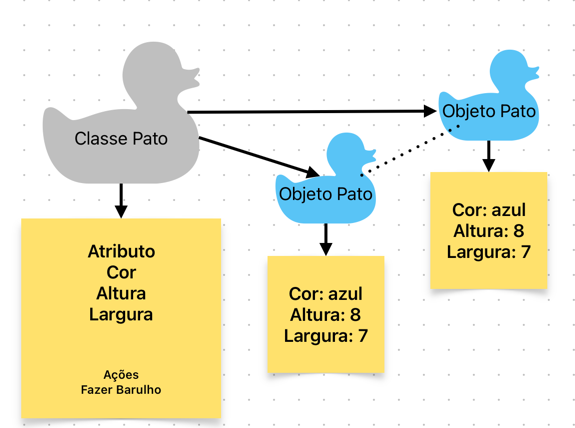 Classe Pato
Objeto Pato
Objeto Pato
Atributo
Cor
Altura
Largura
Ações
Fazer Barulho
Cor: azul
Altura: 8
Largura: 7
Cor: azul
Altura: 8
Largura: 7